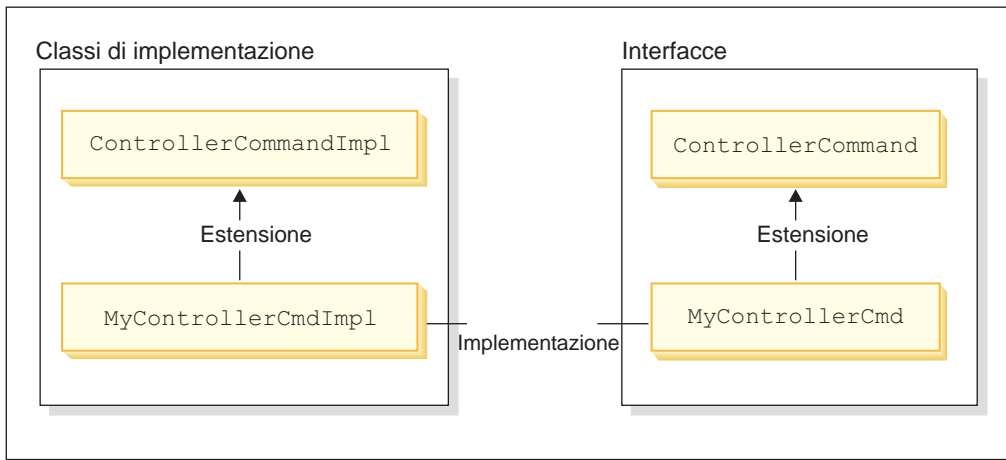 Classi di implementazione
Interfacce
ControllerCommandImpl
ControllerCommand
Estensione
Estensione
MyControllerCmdImpl
MyControllerCmd
Implementazione